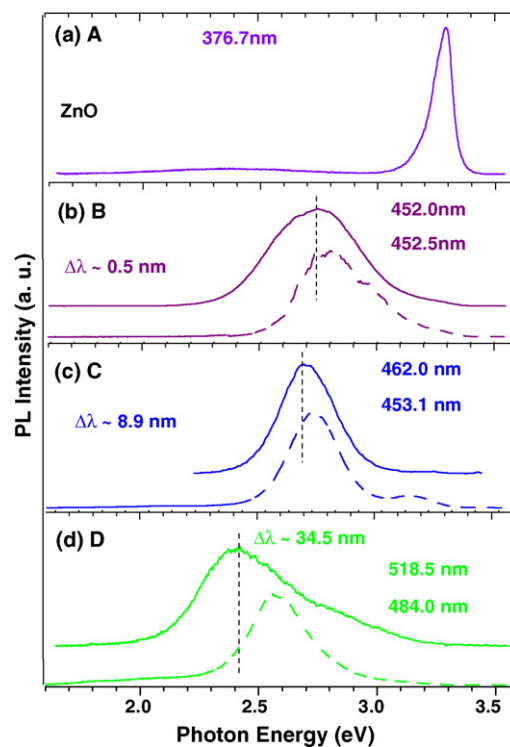 (a) A
376.7nm
ZnO
(b) B
452.0nm
452.5nm
Δλ ~ 0.5 nm
(c) C
462.0 nm
453.1 nm
Δλ ~ 8.9 nm
(d) D
Δλ ~ 34.5 nm
518.5 nm
484.0 nm
2.0 2.5 3.0 3.5
Photon Energy (eV)
PL Intensity (a. u.)